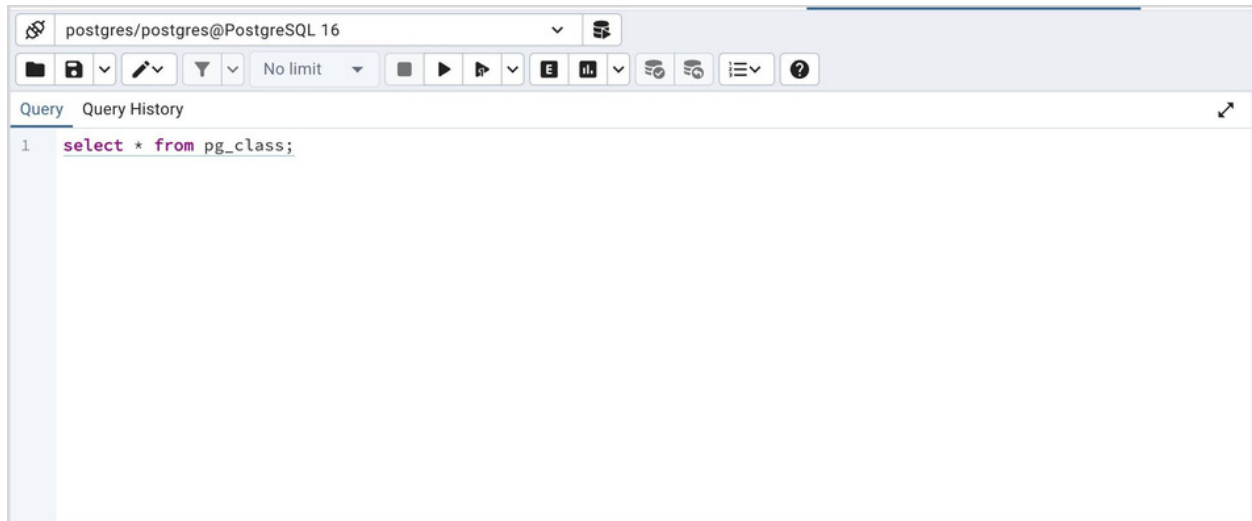 postgres/postgres@PostgreSQL 16
No limit
E
Query Query History
1 select * from pg_class;